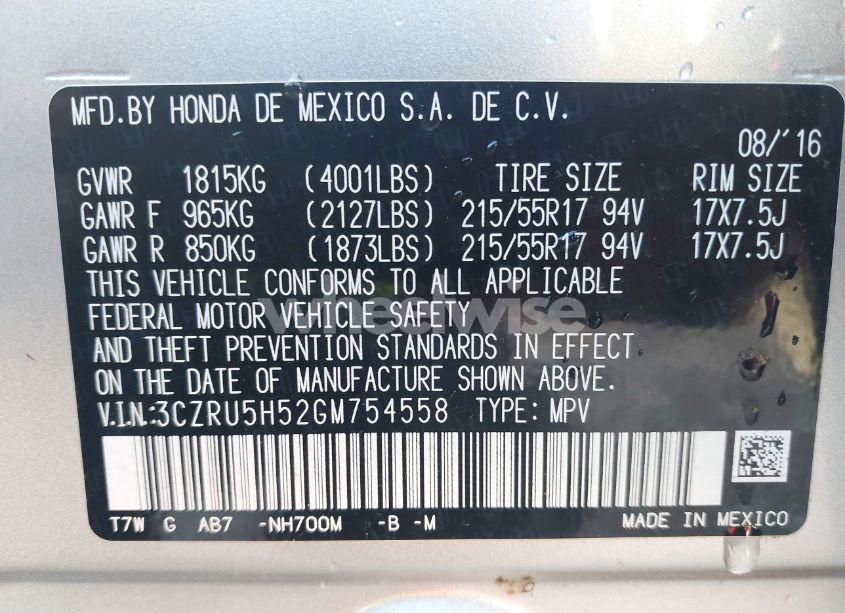 MFD.BY HONDA DE MEXICO S.A. DE C.V.
08/'16
GVWR 1815KG (4001LBS) TIRE SIZE RIM SIZE
GAWR F 965KG (2127LBS) 215/55R17 94V 17X7.5J
GAWR R 850KG (1873LBS) 215/55R17 94V 17X7.5J
THIS VEHICLE CONFORMS TO ALL APPLICABLE
FEDERAL MOTOR VEHICLE SAFETY
wheelwise
AND THEFT PREVENTION STANDARDS IN EFFECT
ON THE DATE OF MANUFACTURE SHOWN ABOVE.
V.I.N:3CZRU5H52GM754558 TYPE: MPV
T7W G AB7 -NH700M -B -M MADE IN MEXICO